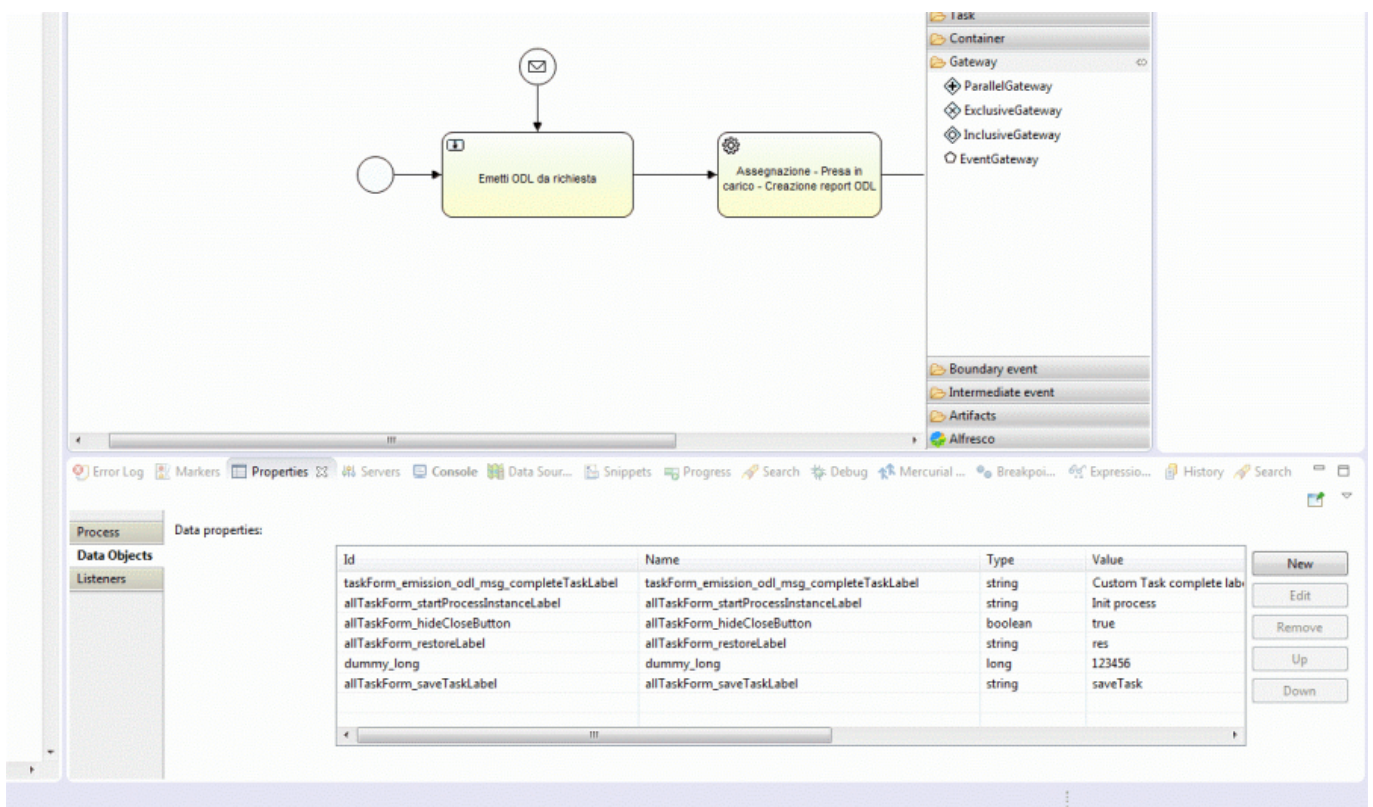 Task
Container
Gateway
ParallelGateway
ExclusiveGateway
InclusiveGateway
EventGateway
Emetti ODL da richiesta
Assegnazione - Presa in
carico - Creazione report ODL
Boundary event
Intermediate event
Artifacts
Alfresco
Error Log Markers Properties Servers Console Data Sour... Snippets Progress Search Debug Mercurial ... Breakpoi... Expressio... History Search
Process
Data Objects
Listeners
Data properties:
Id Name Type Value
taskForm_emission_odl_msg_completeTaskLabel taskForm_emission_odl_msg_completeTaskLabel string Custom Task complete labe
allTaskForm_startProcessInstanceLabel allTaskForm_startProcessInstanceLabel string Init process
allTaskForm_hideCloseButton allTaskForm_hideCloseButton boolean true
allTaskForm_restoreLabel allTaskForm_restoreLabel string res
dummy_long dummy_long long 123456
allTaskForm_saveTaskLabel allTaskForm_saveTaskLabel string saveTask
New
Edit
Remove
Up
Down